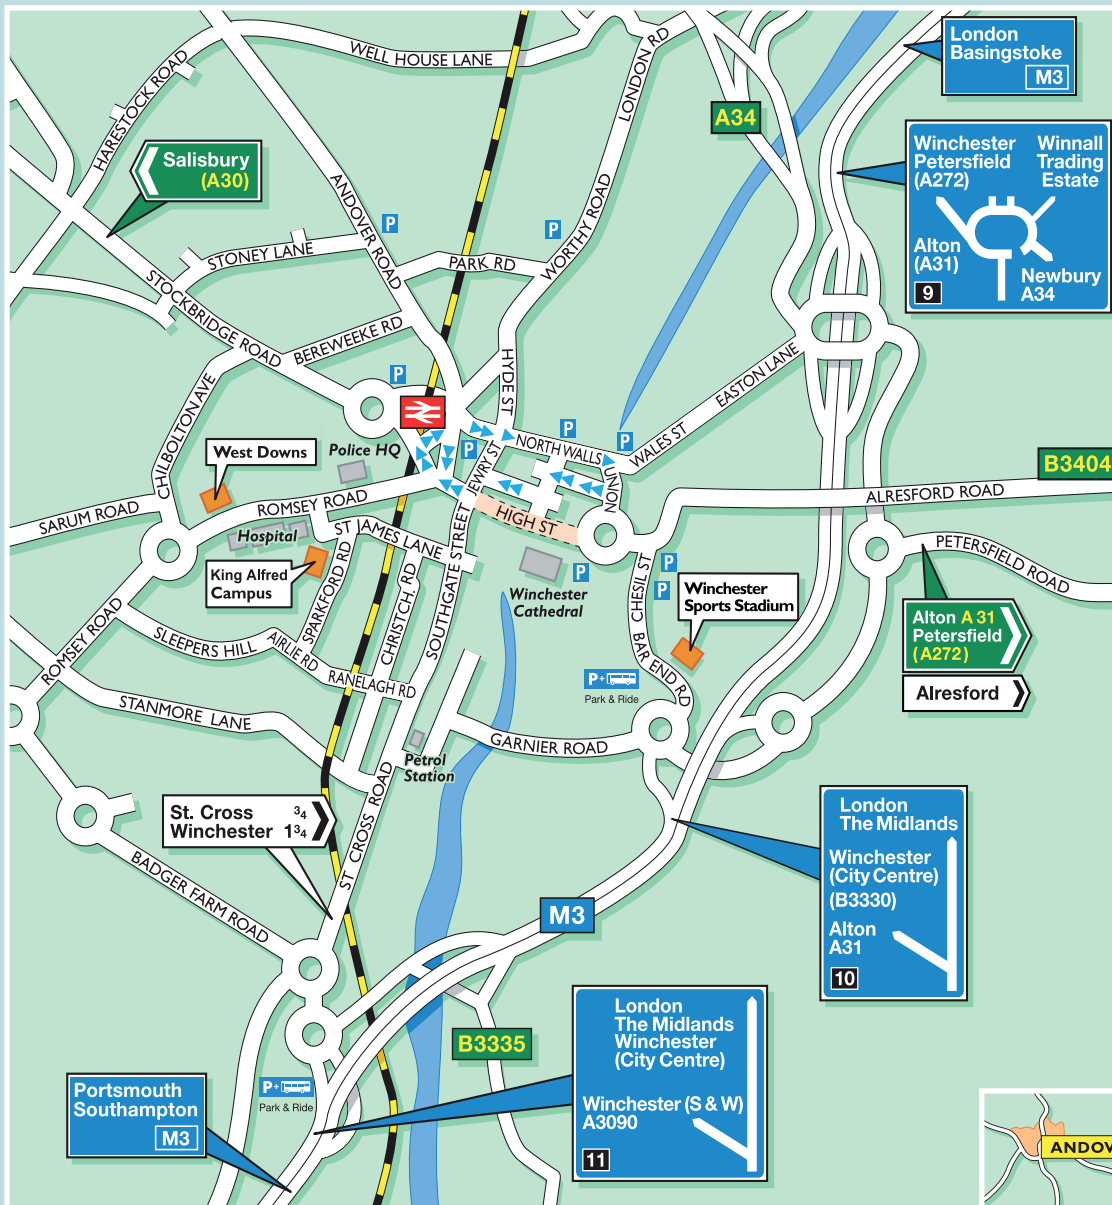 WELL HOUSE LANE
LONDON RD
London
Basingstoke
M3
HARESTOCK ROAD
A34
Winchester
Petersfield
(A272)
Winnall
Trading
Estate
Alton
(A31)
Newbury
A34
9
Salisbury
(A30)
ANDOVER ROAD
P
P
WORTHY ROAD
STONEY LANE
PARK RD
STOCKBRIDGE ROAD
BEREWEEKE RD
HYDE ST
EASTON LANE
P
CHILBOLTON AVE
P
P
P
NORTH WALLS
WALES ST
UNION
JEWRY ST
West Downs
Police HQ
B3404
ALRESFORD ROAD
SARUM ROAD
ROMSEY ROAD
HIGH ST
Hospital
ST JAMES LANE
PETERSFIELD ROAD
King Alfred
Campus
SPARKFORD RD
CHRISTCH. RD
SOUTHGATE STREET
Winchester
Cathedral
P
P
P
CHESIL ST
Winchester
Sports Stadium
Alton A31
Petersfield
(A272)
Alresford
ROMSEY ROAD
SLEEPERS HILL
AIRLIE RD
RANELAGH RD
BAR END RD
P+
Park & Ride
STANMORE LANE
GARNIER ROAD
Petrol
Station
St. Cross ¾
Winchester 1¾
ST CROSS ROAD
London
The Midlands
Winchester
(City Centre)
(B3330)
Alton
A31
10
BADGER FARM ROAD
M3
B3335
London
The Midlands
Winchester
(City Centre)
Winchester (S & W)
A3090
11
P+
Park & Ride
Portsmouth
Southampton
M3
ANDOV